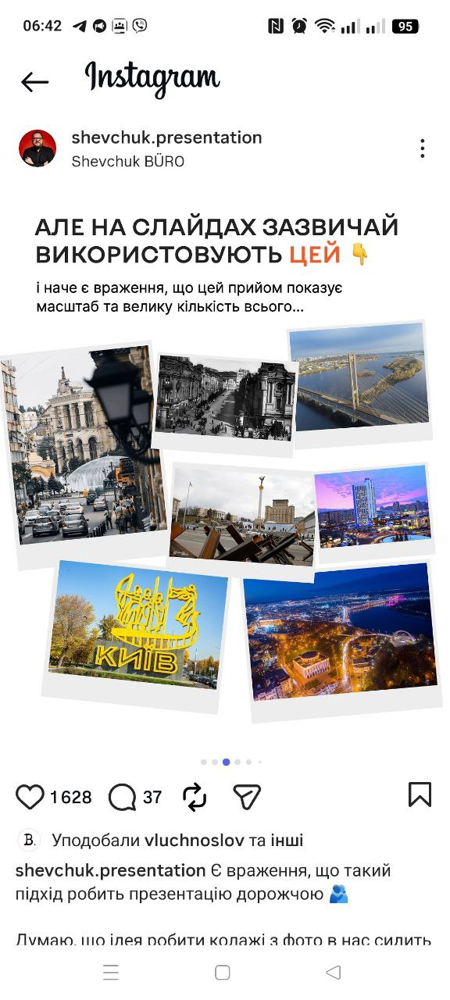 06:42
95
Instagram
shevchuk.presentation
Shevchuk BÜRO
АЛЕ НА СЛАЙДАХ ЗАЗВИЧАЙ
ВИКОРИСТОВУЮТЬ ЦЕЙ 👇
і наче є враження, що цей прийом показує
масштаб та велику кількість всього...
КИЇВ
1 628
37
B.
Уподобали vluchnoslov та інші
shevchuk.presentation Є враження, що такий
підхід робить презентацію дорожчою 🫂
Думаю, що ідея робити колажі з фото в нас сидить